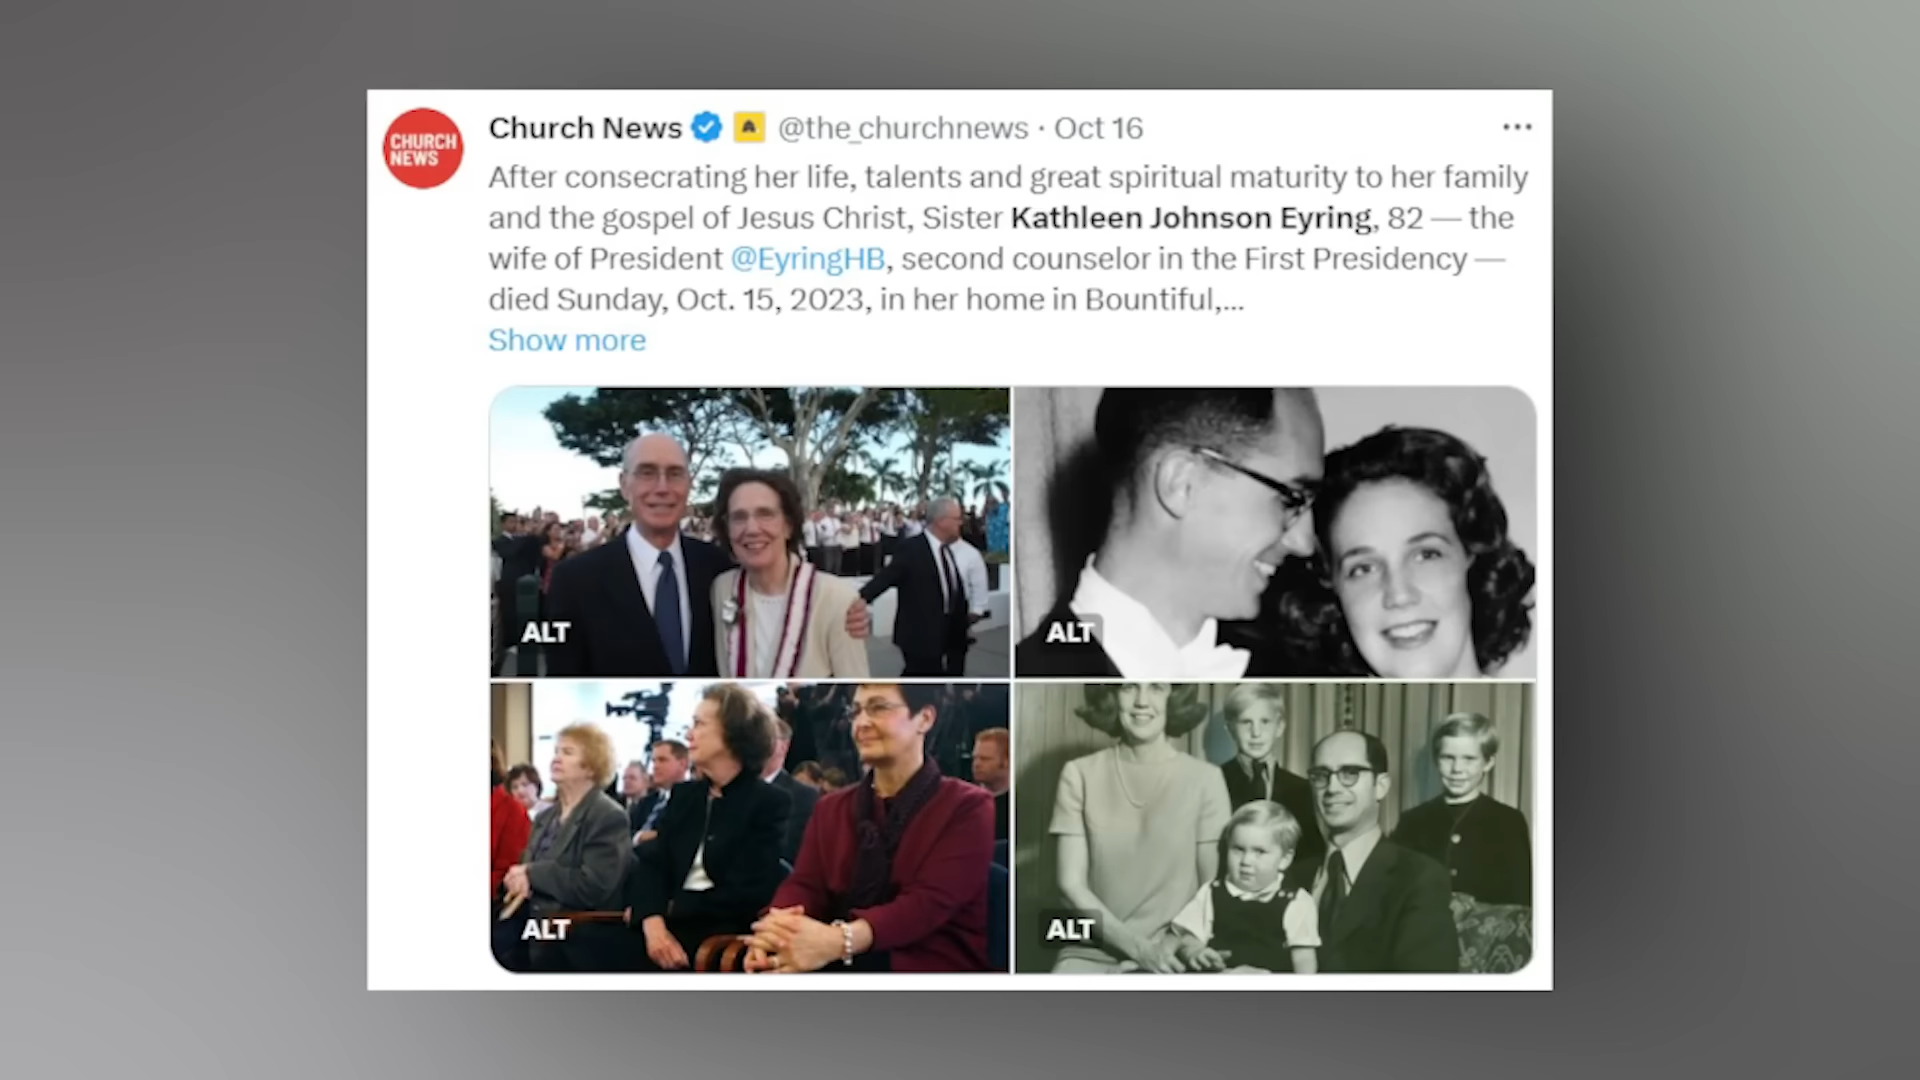 CHURCH
NEWS
Church News @the_churchnews · Oct 16
After consecrating her life, talents and great spiritual maturity to her family
and the gospel of Jesus Christ, Sister Kathleen Johnson Eyring, 82 — the
wife of President @EyringHB, second counselor in the First Presidency —
died Sunday, Oct. 15, 2023, in her home in Bountiful,...
Show more
ALT
ALT
ALT
ALT